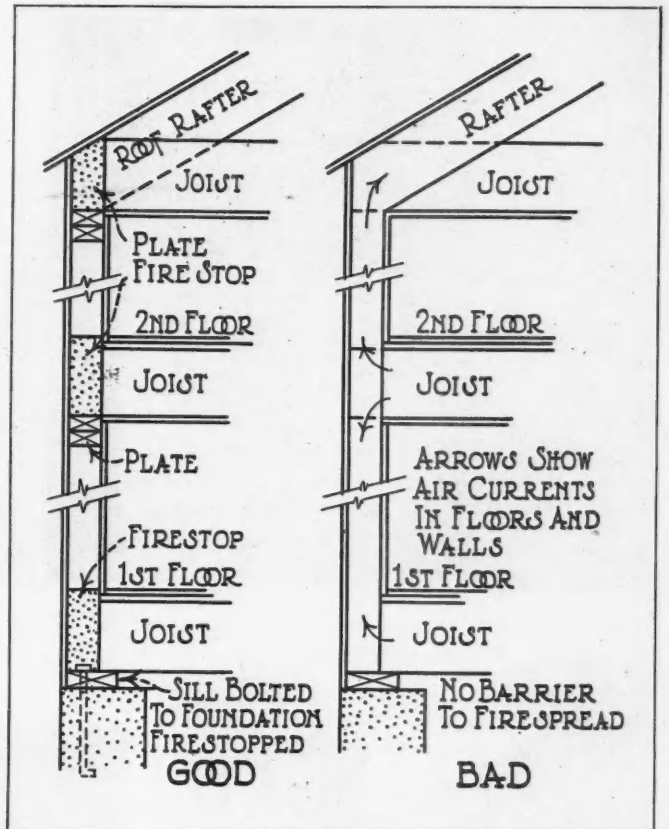 ROOF RAFTER
JOIST
PLATE
FIRE STOP
2ND FLOOR
JOIST
PLATE
FIRESTOP
1ST FLOOR
JOIST
SILL BOLTED
TO FOUNDATION
FIRESTOPPED
GOOD
RAFTER
JOIST
2ND FLOOR
JOIST
ARROWS SHOW
AIR CURRENTS
IN FLOORS AND
WALLS
1ST FLOOR
JOIST
NO BARRIER
TO FIRESPREAD
BAD